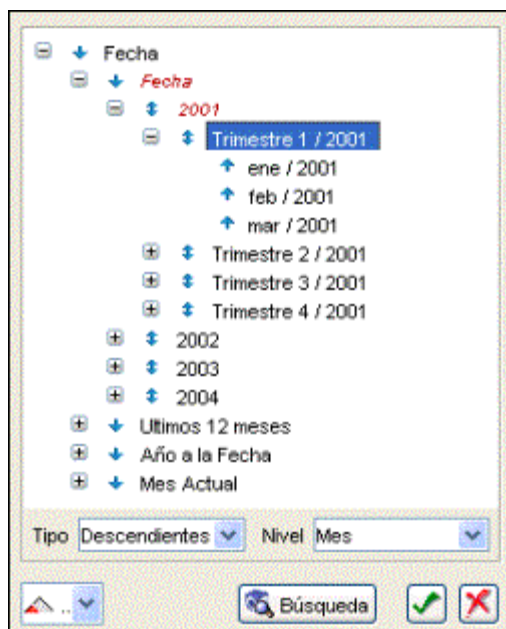 Fecha
Fecha
2001
Trimestre 1 / 2001
ene / 2001
feb / 2001
mar / 2001
Trimestre 2 / 2001
Trimestre 3 / 2001
Trimestre 4 / 2001
2002
2003
2004
Ultimos 12 meses
Año a la Fecha
Mes Actual
Tipo Descendientes Nivel Mes
.. Búsqueda